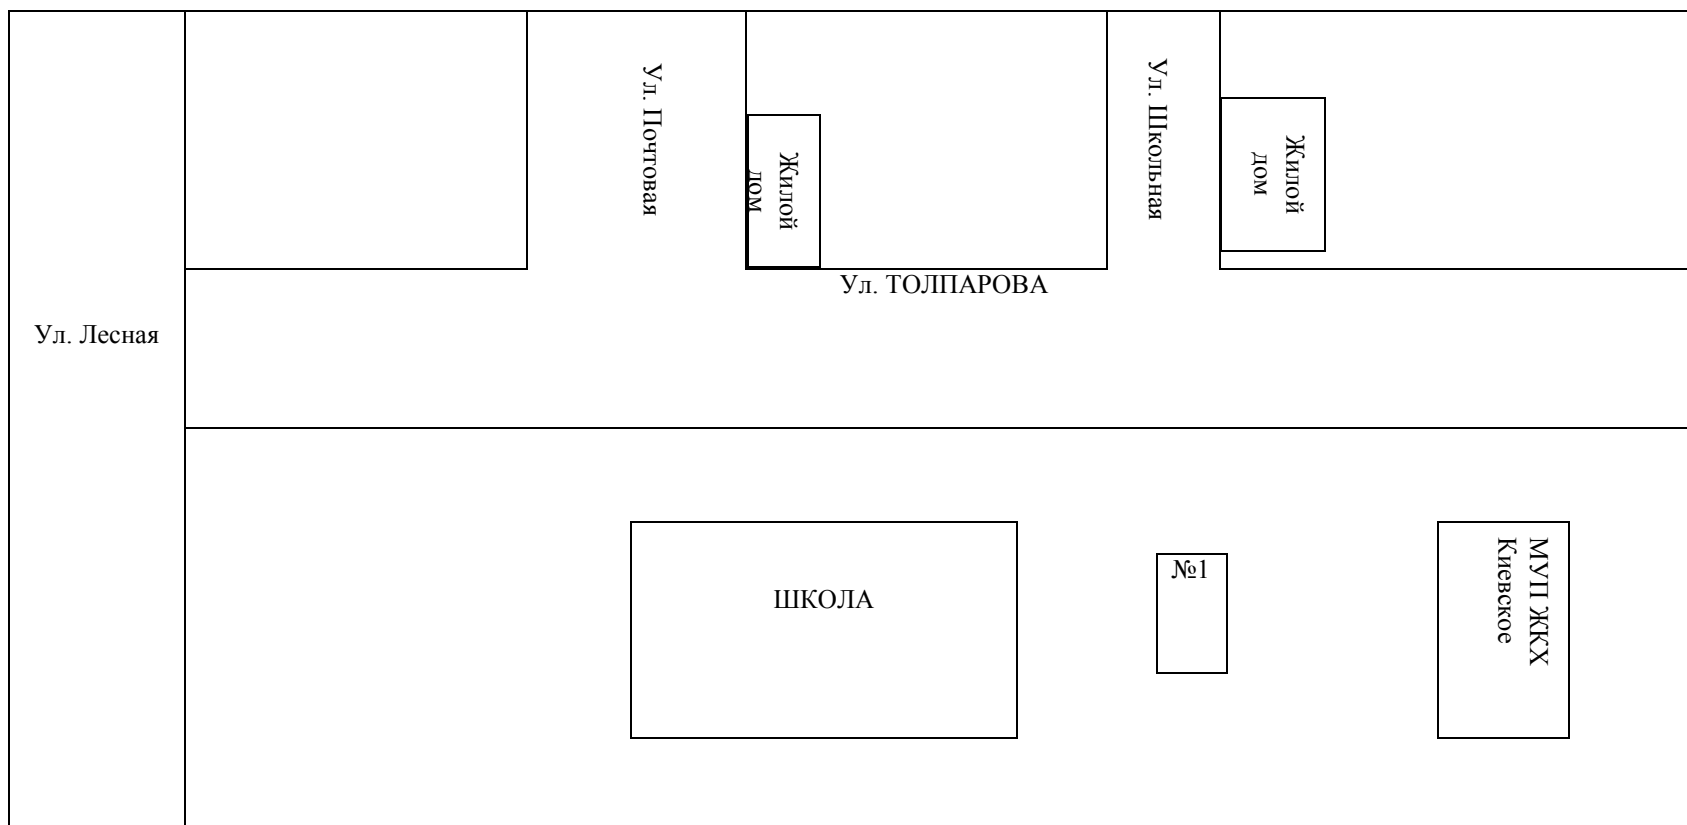 Ул. Почтовая
Жилой
дом
Ул. Школьная
Жилой
дом
Ул. ТОЛПАРОВА
Ул. Лесная
ШКОЛА
№1
МУП ЖКХ
Киевское